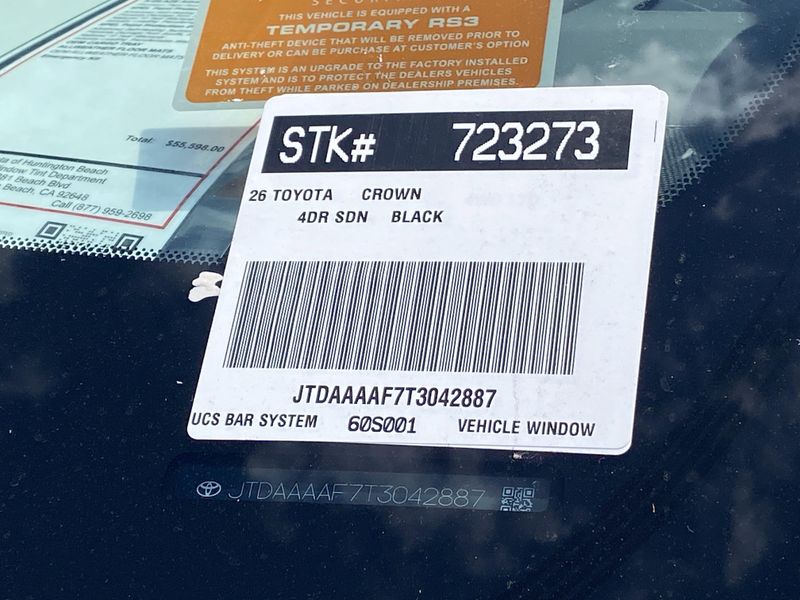 THIS VEHICLE IS EQUIPPED WITH A
TEMPORARY RS3
ANTI-THEFT DEVICE THAT WILL BE REMOVED PRIOR TO
DELIVERY OR CAN BE PURCHASE AT CUSTOMER'S OPTION
THIS SYSTEM IS AN UPGRADE TO THE FACTORY INSTALLED
SYSTEM AND IS TO PROTECT THE DEALERS VEHICLES
FROM THEFT WHILE PARKED ON DEALERSHIP PREMISES.
Total: $55,598.00
of Huntington Beach
Window Tint Department
Beach Blvd
Beach, CA 92648
Call (877) 959-2698
STK# 723273
26 TOYOTA CROWN
4DR SDN BLACK
JTDAAAAF7T3042887
UCS BAR SYSTEM 60S001 VEHICLE WINDOW
JTDAAAAF7T3042887